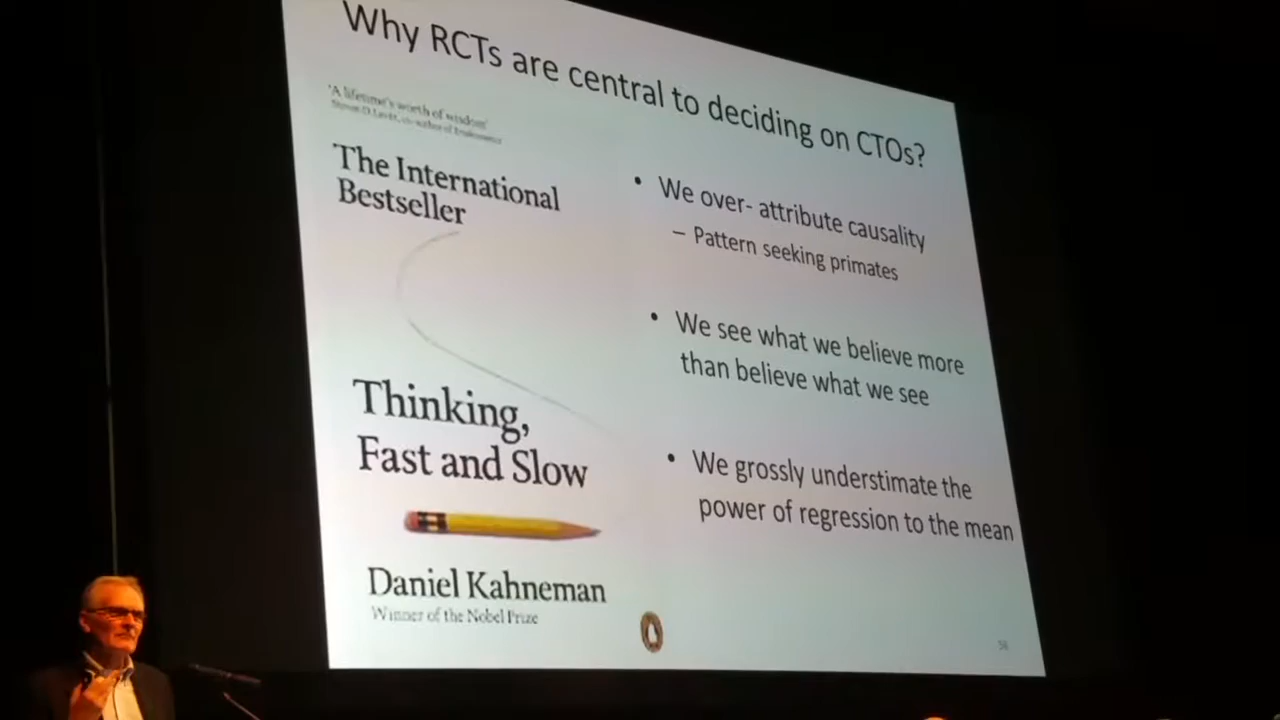 Why RCTs are central to deciding on CTOs?
'A lifetime's worth of wisdom'
Steven D. Levitt, co-author of Freakonomics
The International
Bestseller
Thinking,
Fast and Slow
Daniel Kahneman
Winner of the Nobel Prize
• We over- attribute causality
– Pattern seeking primates
• We see what we believe more
than believe what we see
• We grossly understimate the
power of regression to the mean
56